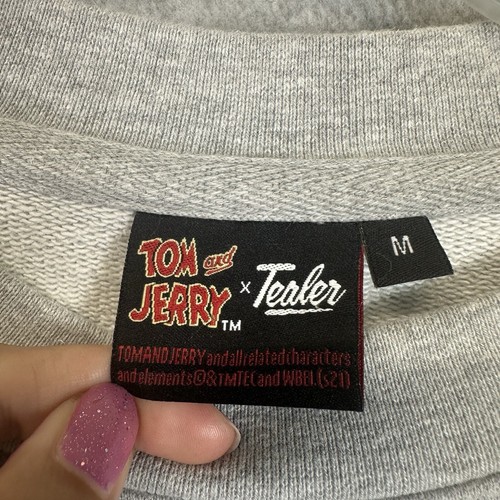 TOM and
JERRY TM
x Tealer
M
TOMANDJERRYandallrelatedcharacters
andelements©&TMTECandWBEI.(s21)